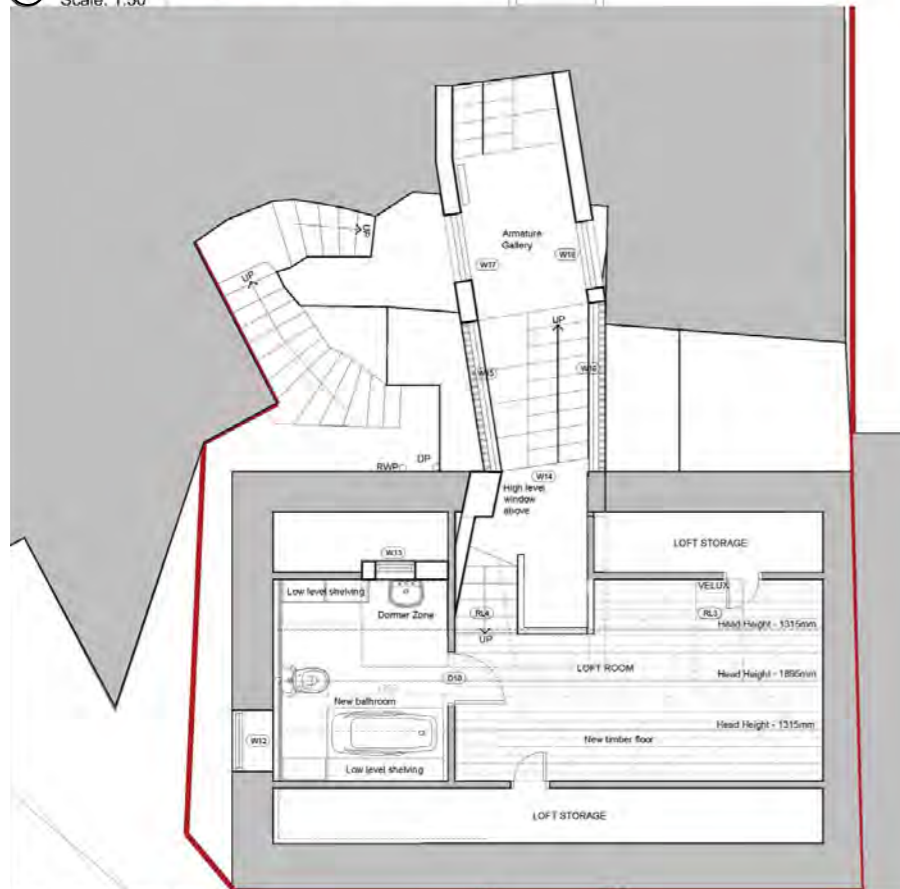 Scale: 1:50
Armature
Gallery
W17
W18
UP
UP
UP
W15
W16
RWP
DP
W14
High level
window
above
LOFT STORAGE
W13
Low level shelving
Dormer Zone
RL4
UP
VELUX
RL3
Head Height - 1315mm
LOFT ROOM
Head Height - 1895mm
D10
New bathroom
Head Height - 1315mm
New timber floor
W12
Low level shelving
LOFT STORAGE